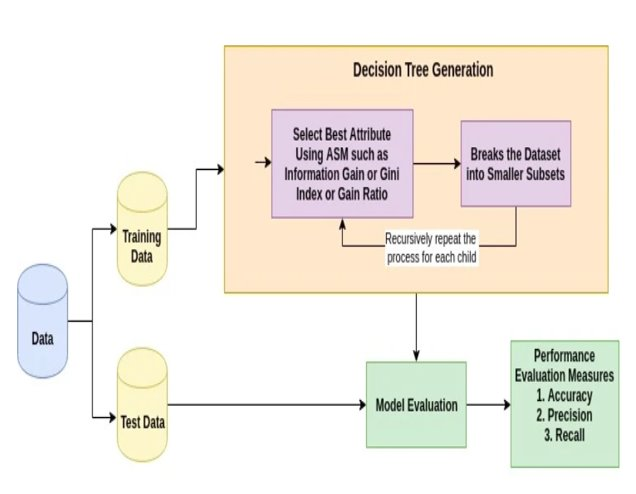 Decision Tree Generation
Select Best Attribute
Using ASM such as
Information Gain or Gini
Index or Gain Ratio
Breaks the Dataset
into Smaller Subsets
Recursively repeat the
process for each child
Training
Data
Data
Test Data
Model Evaluation
Performance
Evaluation Measures
1. Accuracy
2. Precision
3. Recall